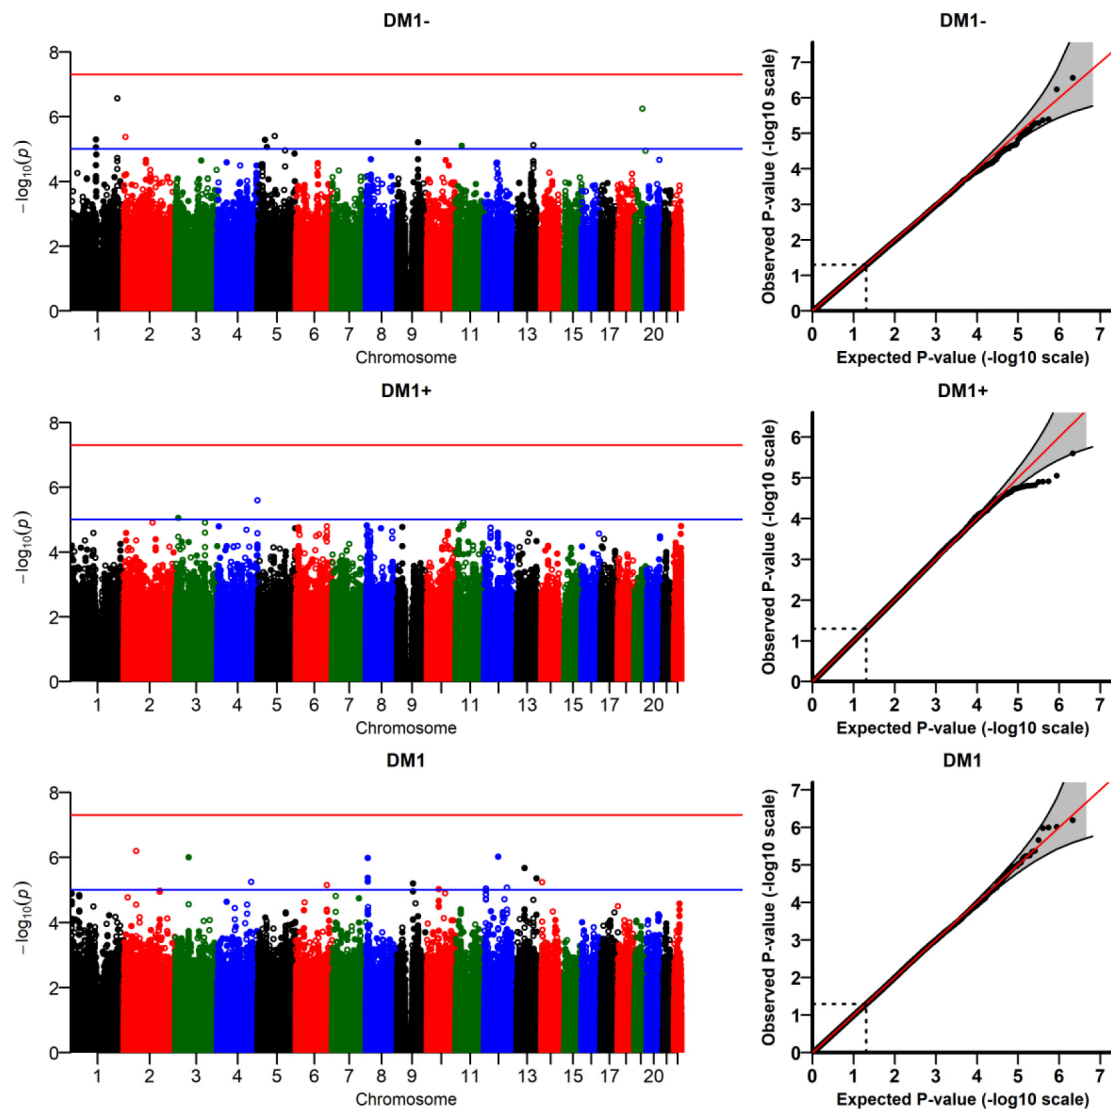 DM1-
8
6
4
2
0
−log10(p)
1 2 3 4 5 6 7 8 9 11 13 15 17 20
Chromosome
DM1-
7
6
5
4
3
2
1
0
Observed P-value (-log10 scale)
0 1 2 3 4 5 6 7
Expected P-value (-log10 scale)
DM1+
8
6
4
2
0
−log10(p)
1 2 3 4 5 6 7 8 9 11 13 15 17 20
Chromosome
DM1+
6
5
4
3
2
1
0
Observed P-value (-log10 scale)
0 1 2 3 4 5 6 7
Expected P-value (-log10 scale)
DM1
8
6
4
2
0
−log10(p)
1 2 3 4 5 6 7 8 9 11 13 15 17 20
Chromosome
DM1
7
6
5
4
3
2
1
0
Observed P-value (-log10 scale)
0 1 2 3 4 5 6 7
Expected P-value (-log10 scale)